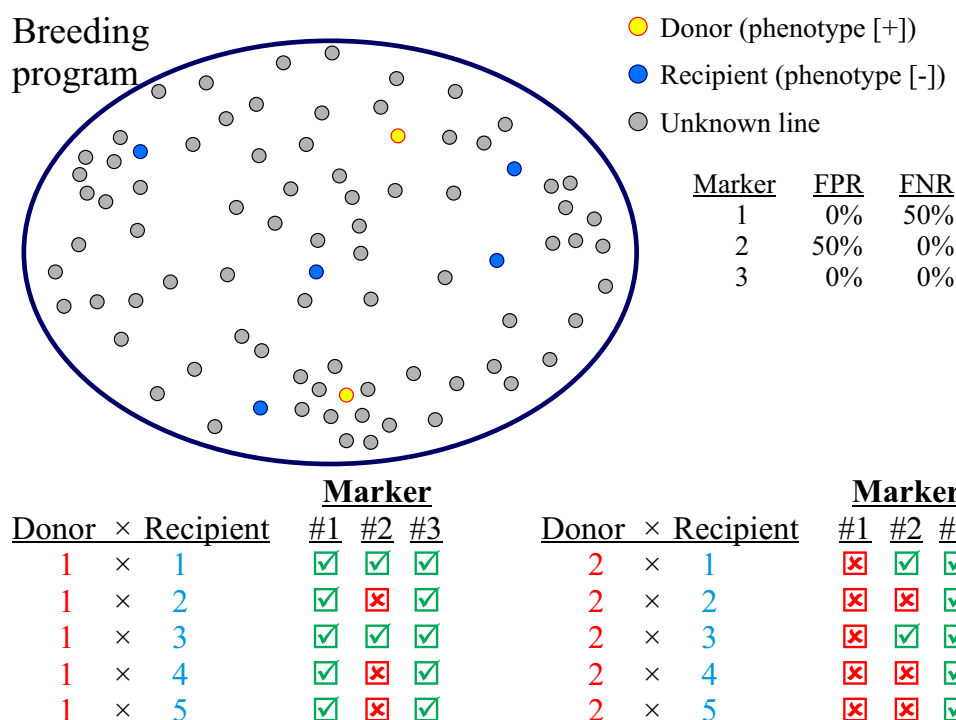 Breeding
program
Donor (phenotype [+])
Recipient (phenotype [-])
Unknown line
Marker FPR FNR
1 0% 50%
2 50% 0%
3 0% 0%
Marker
Donor × Recipient #1 #2 #3
1 × 1
1 × 2
1 × 3
1 × 4
1 × 5
Marker
Donor × Recipient #1 #2 #
2 × 1
2 × 2
2 × 3
2 × 4
2 × 5